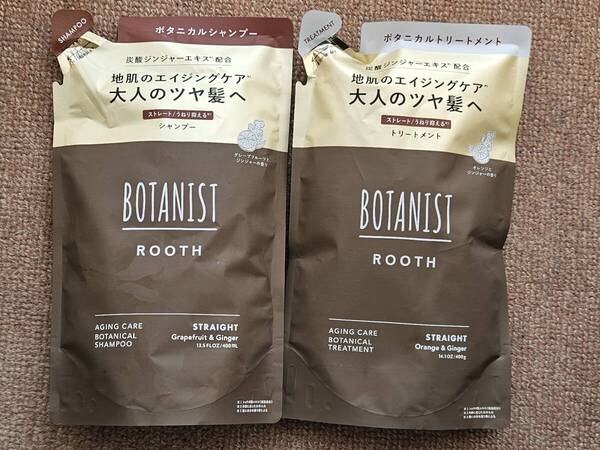 SHAMPOO
ボタニカルシャンプー
炭酸ジンジャーエキス配合
地肌のエイジングケア
大人のツヤ髪へ
ストレート/うねり抑える
シャンプー
グレープフルーツと
ジンジャーの香り
BOTANIST
ROOTH
AGING CARE
BOTANICAL
SHAMPOO
STRAIGHT
Grapefruit & Ginger
13.5 FL OZ/400mL
TREATMENT
ボタニカルトリートメント
炭酸ジンジャーエキス配合
地肌のエイジングケア
大人のツヤ髪へ
ストレート/うねり抑える
トリートメント
オレンジと
ジンジャーの香り
BOTANIST
ROOTH
AGING CARE
BOTANICAL
TREATMENT
STRAIGHT
Orange & Ginger
14.1 OZ/400g